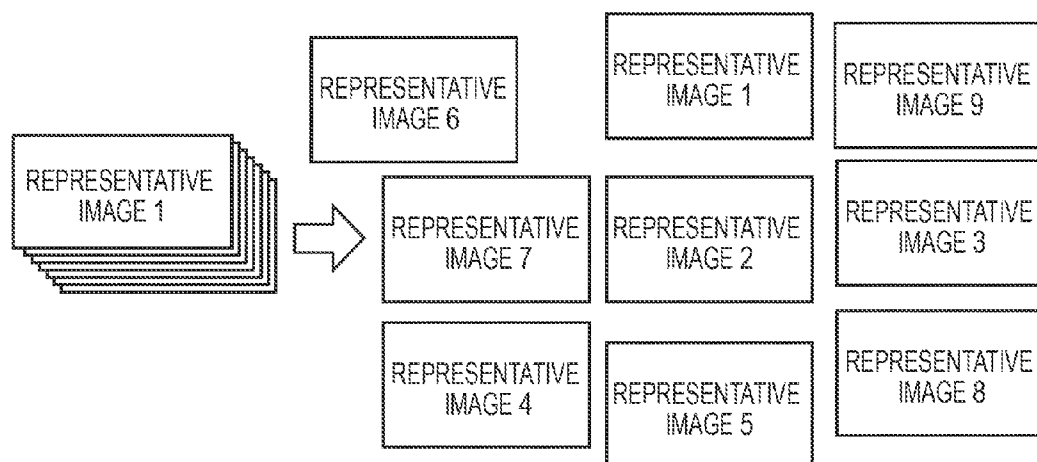 REPRESENTATIVE
IMAGE 1
REPRESENTATIVE
IMAGE 6
REPRESENTATIVE
IMAGE 1
REPRESENTATIVE
IMAGE 9
REPRESENTATIVE
IMAGE 7
REPRESENTATIVE
IMAGE 2
REPRESENTATIVE
IMAGE 3
REPRESENTATIVE
IMAGE 4
REPRESENTATIVE
IMAGE 5
REPRESENTATIVE
IMAGE 8